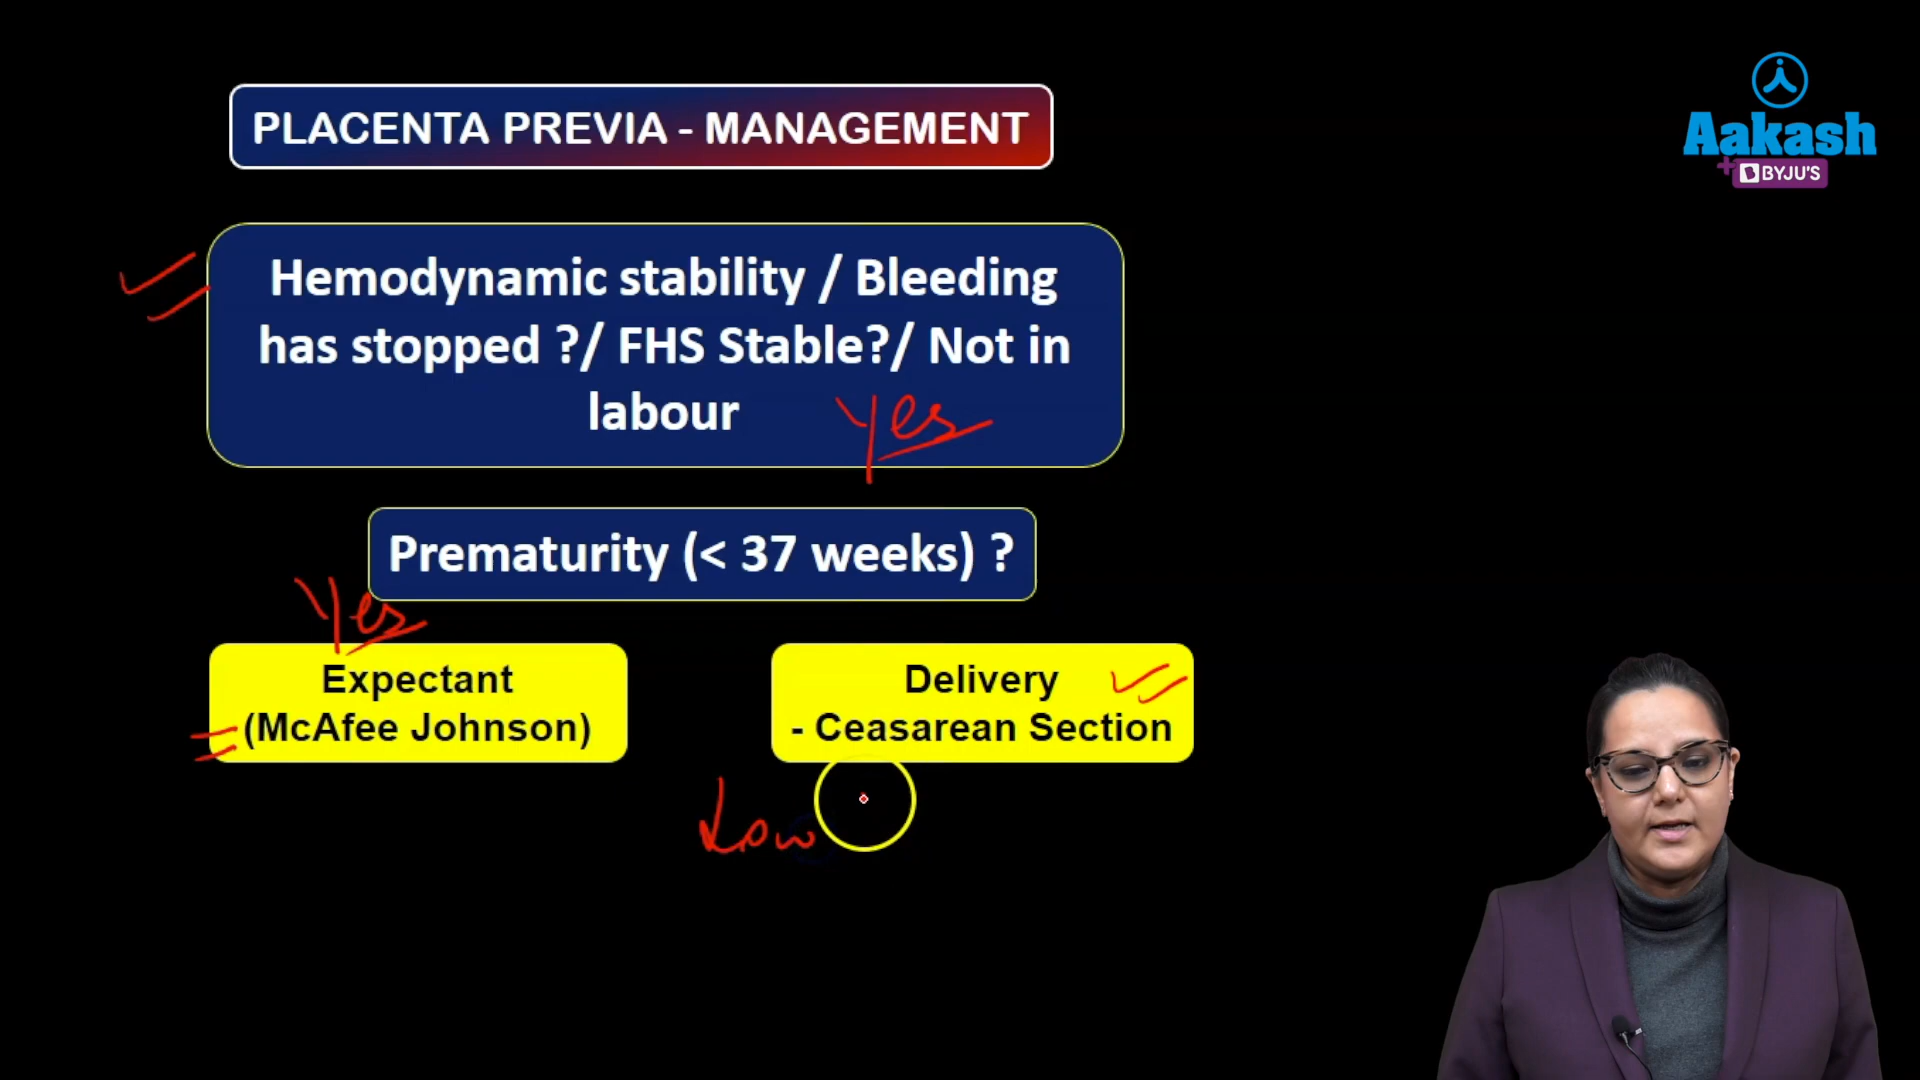 PLACENTA PREVIA - MANAGEMENT
Aakash
+ BYJU'S
Hemodynamic stability / Bleeding
has stopped ?/ FHS Stable?/ Not in
labour
Yes
Prematurity (< 37 weeks) ?
Yes
Expectant
(McAfee Johnson)
Delivery
- Ceasarean Section
Low